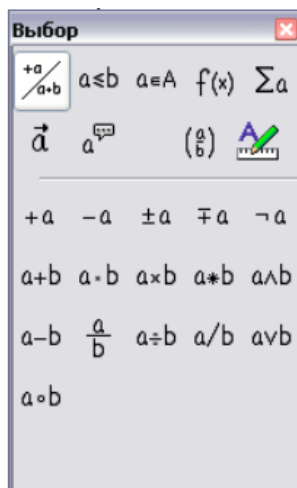 Выбор
+a/a+b a≤b a∈A f(x) Σa
a⃗ a (a/b) A
+a -a ±a ∓a ¬a
a+b a·b a×b a∗b a∧b
a-b a/b a÷b a/b a∨b
a∘b